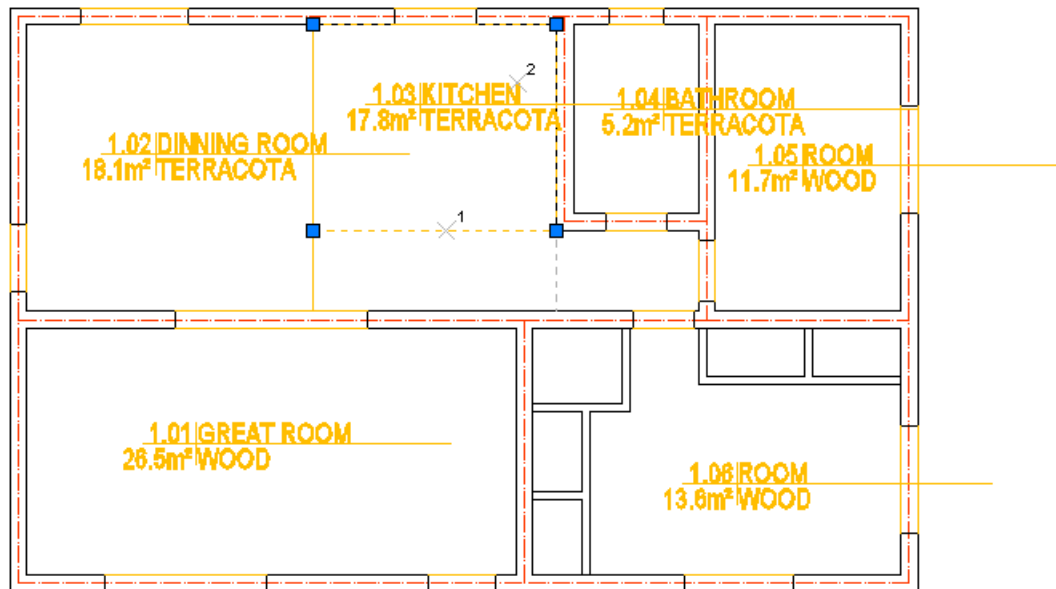 2
1.03 KITCHEN
17.8m² TERRACOTA
1.04 BATHROOM
5.2m² TERRACOTA
1.02 DINNING ROOM
18.1m² TERRACOTA
1.05 ROOM
11.7m² WOOD
1
1.01 GREAT ROOM
26.5m² WOOD
1.06 ROOM
13.6m² WOOD